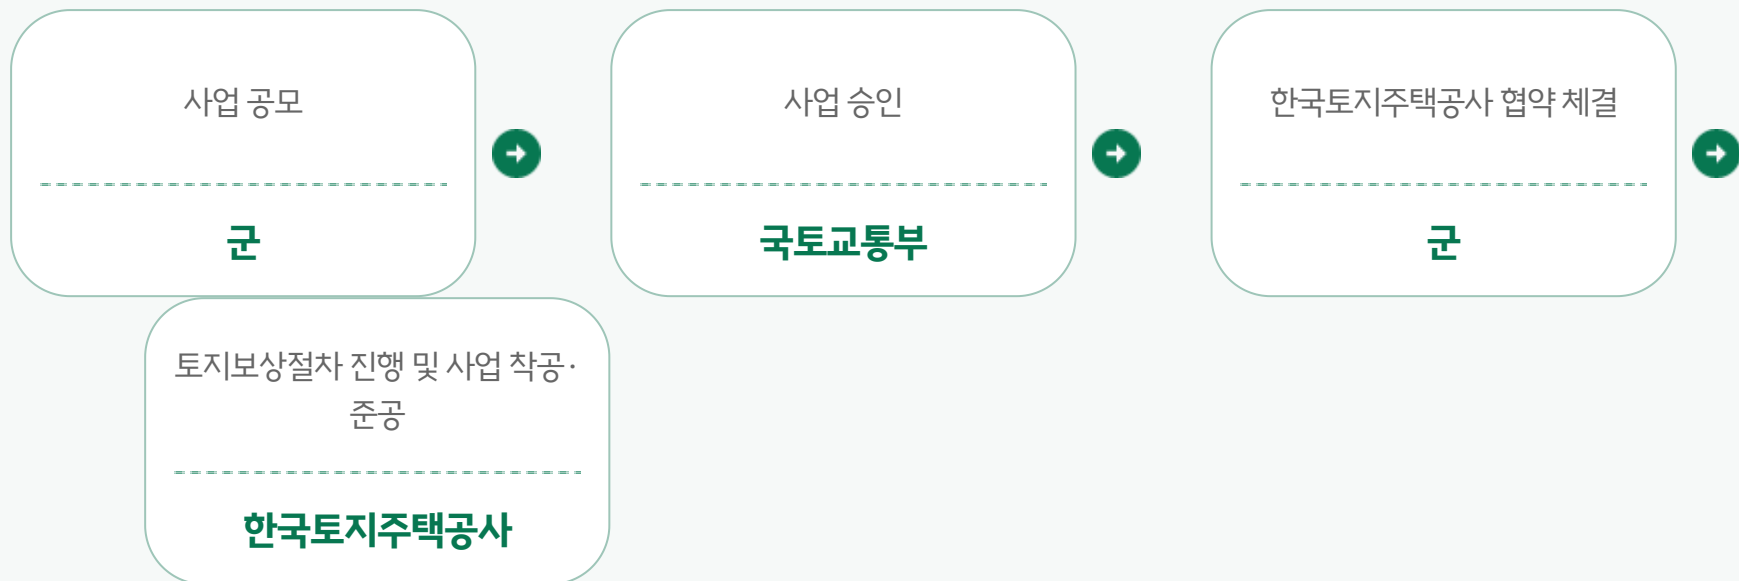 사업 공모
군
사업 승인
국토교통부
한국토지주택공사 협약 체결
군
토지보상절차 진행 및 사업 착공·
준공
한국토지주택공사